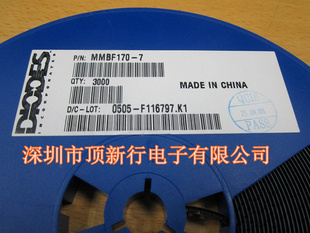 DIODES
P/N: MMBF170-7
QTY: 3000
MADE IN CHINA
D/C-LOT: 0505-F116797.K1
PASS
深圳市顶新行电子有限公司